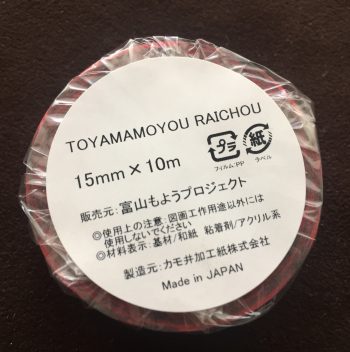 TOYAMAMOYOU RAICHOU
15mm×10m
プラ
紙
フィルム:PP
ラベル
販売元:富山もようプロジェクト
◎使用上の注意:図画工作用途以外には
使用しないでください
◎材料表示:基材/和紙 粘着剤/アクリル系
製造元:カモ井加工紙株式会社
Made in JAPAN